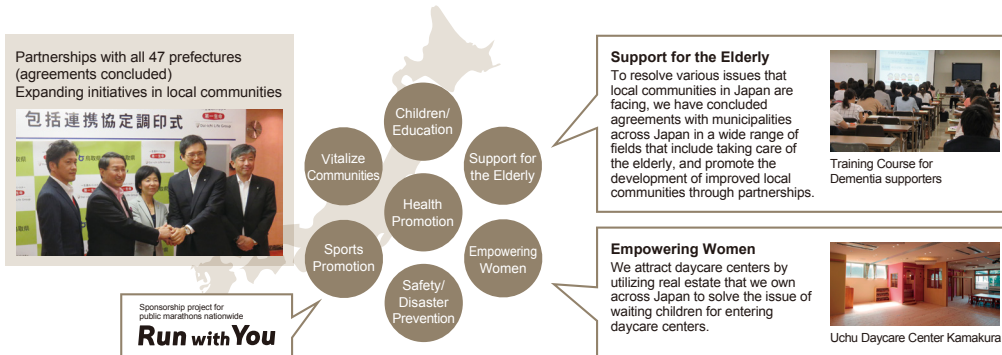 Partnerships with all 47 prefectures
(agreements concluded)
Expanding initiatives in local communities
包括連携協定調印式
Children/
Education
Vitalize
Communities
Support for
the Elderly
Health
Promotion
Sports
Promotion
Empowering
Women
Safety/
Disaster
Prevention
Sponsorship project for
public marathons nationwide
Run with You
Support for the Elderly
To resolve various issues that
local communities in Japan are
facing, we have concluded
agreements with municipalities
across Japan in a wide range of
fields that include taking care of
the elderly, and promote the
development of improved local
communities through partnerships.
Training Course for
Dementia supporters
Empowering Women
We attract daycare centers by
utilizing real estate that we own
across Japan to solve the issue of
waiting children for entering
daycare centers.
Uchu Daycare Center Kamakura